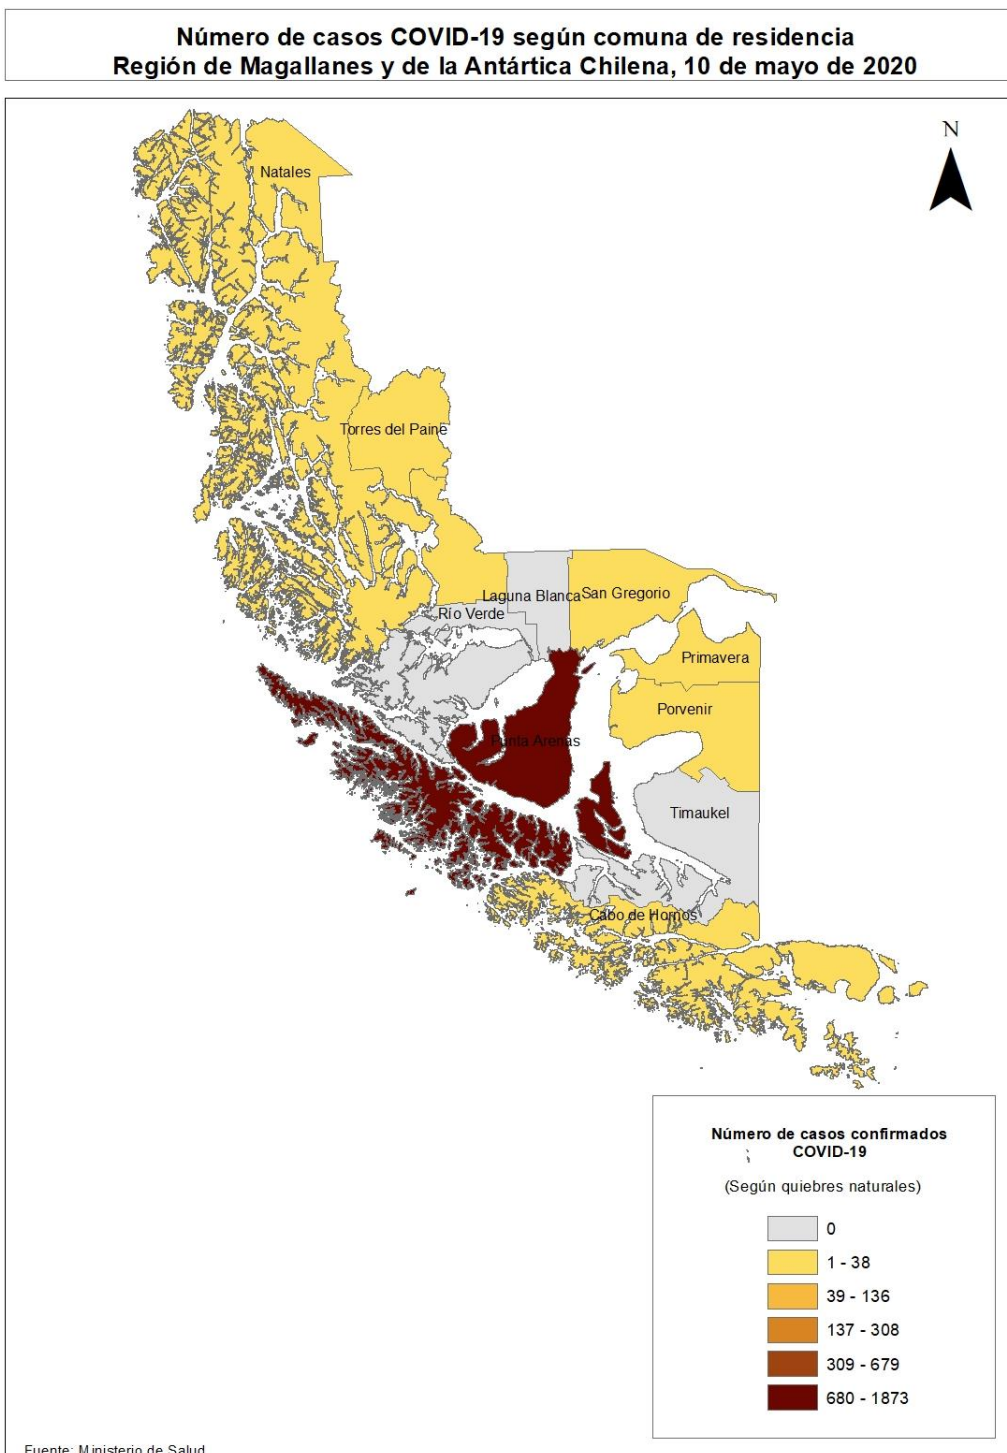 Número de casos COVID-19 según comuna de residencia
Región de Magallanes y de la Antártica Chilena, 10 de mayo de 2020
N
Natales
Torres del Paine
Laguna Blanca
San Gregorio
Río Verde
Primavera
Porvenir
Punta Arenas
Timaukel
Cabo de Hornos
Número de casos confirmados
COVID-19
(Según quiebres naturales)
0
1 - 38
39 - 136
137 - 308
309 - 679
680 - 1873
Fuente: Ministerio de Salud